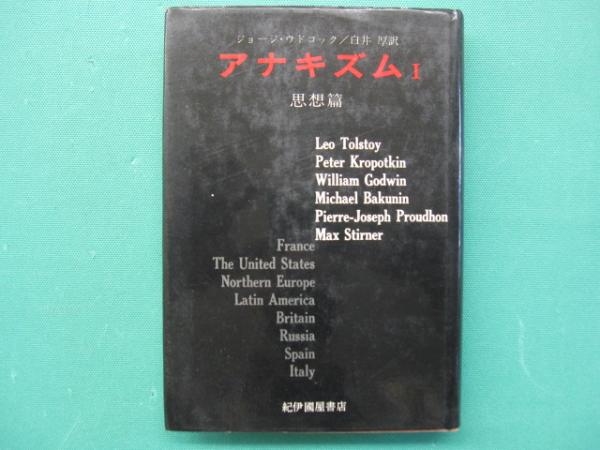 ジョージ・ウドコック／白井 厚訳
アナキズム I
思想篇
Leo Tolstoy
Peter Kropotkin
William Godwin
Michael Bakunin
Pierre-Joseph Proudhon
Max Stirner
France
The United States
Northern Europe
Latin America
Britain
Russia
Spain
Italy
紀伊國屋書店